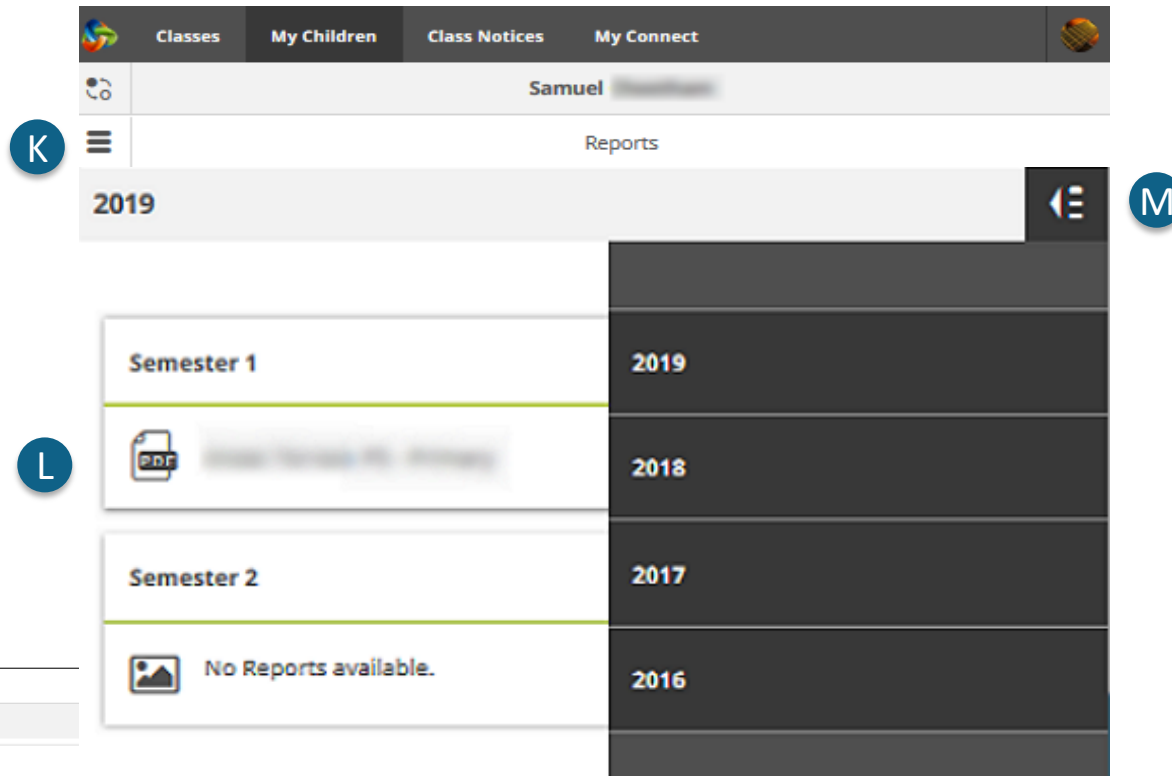 Classes My Children Class Notices My Connect
Samuel
K
Reports
2019
M
Semester 1
2019
L
PDF
2018
Semester 2
2017
No Reports available.
2016